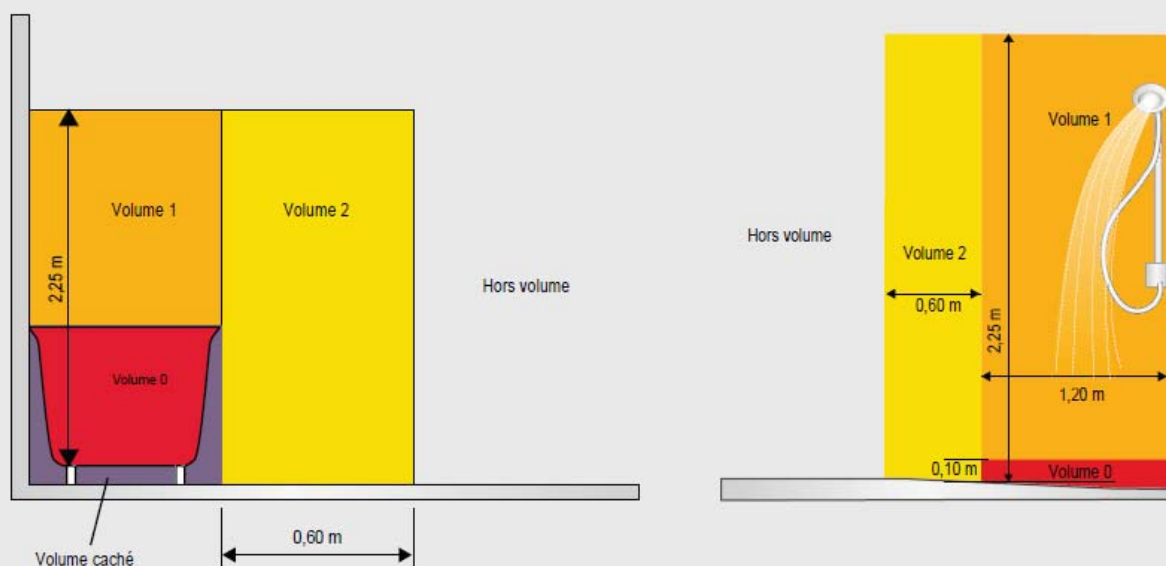 Volume 1
Volume 2
2,25 m
Hors volume
Volume 0
0,60 m
Volume caché
Volume 1
Hors volume
Volume 2
0,60 m
2,25 m
1,20 m
0,10 m
Volume 0